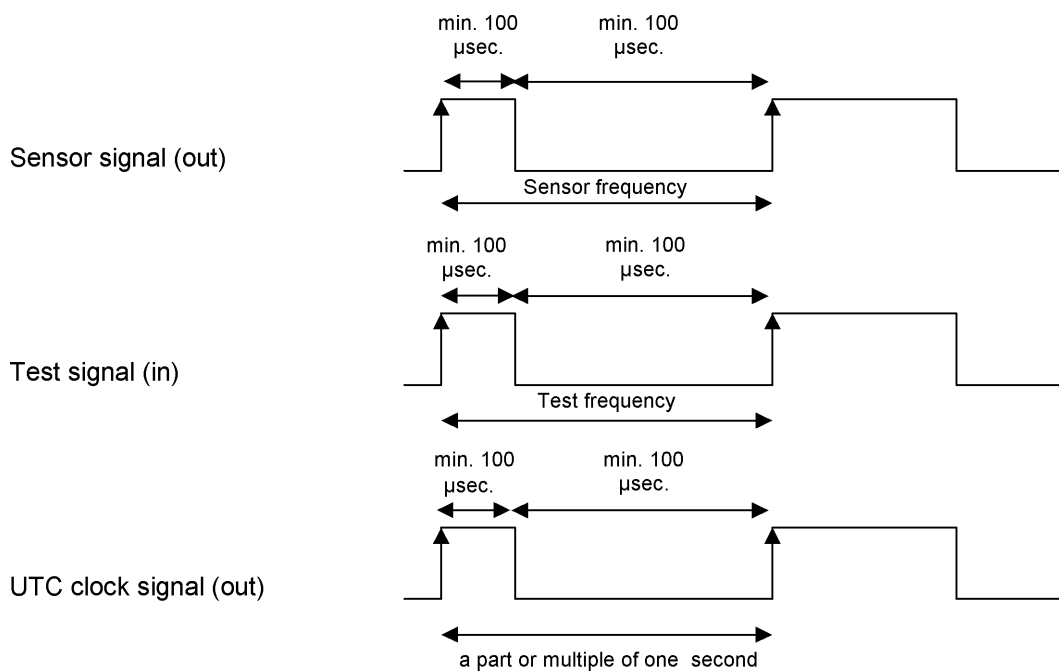 min. 100
µsec.
min. 100
µsec.
Sensor signal (out)
Sensor frequency
min. 100
µsec.
min. 100
µsec.
Test signal (in)
Test frequency
min. 100
µsec.
min. 100
µsec.
UTC clock signal (out)
a part or multiple of one second